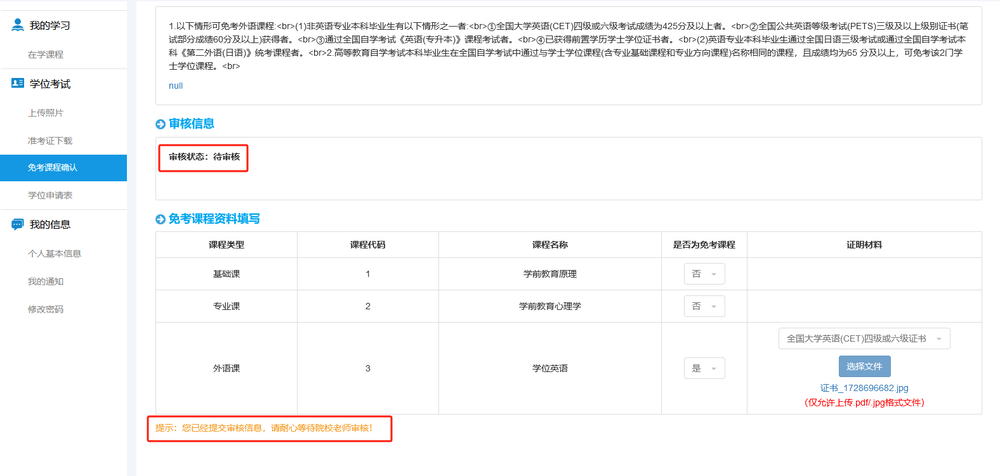 我的学习
在学课程
学位考试
上传照片
准考证下载
免考课程确认
学位申请表
我的信息
个人基本信息
我的通知
修改密码
1.以下情形可免考外语课程:<br>(1)非英语专业本科毕业生有以下情形之一者:<br>①全国大学英语(CET)四级或六级考试成绩为425分及以上者。<br>②全国公共英语等级考试(PETS)三级及以上级别证书(笔
试部分成绩60分及以上)获得者。<br>③通过全国自学考试《英语(专升本)》课程考试者。<br>④已获得前置学历学士学位证书者。<br>(2)英语专业本科毕业生通过全国日语三级考试或通过全国自学考试本
科《第二外语(日语)》统考课程者。<br>2.高等教育自学考试本科毕业生在全国自学考试中通过与学士学位课程(含专业基础课程和专业方向课程)名称相同的课程，且成绩均为65 分及以上，可免考该2门学
士学位课程。<br>
null
审核信息
审核状态：待审核
免考课程资料填写
课程类型 课程代码 课程名称 是否为免考课程 证明材料
基础课 1 学前教育原理 否
专业课 2 学前教育心理学 否
外语课 3 学位英语 是
全国大学英语(CET)四级或六级证书
选择文件
证书_1728696682.jpg
（仅允许上传.pdf/.jpg格式文件）
提示：您已经提交审核信息，请耐心等待院校老师审核！